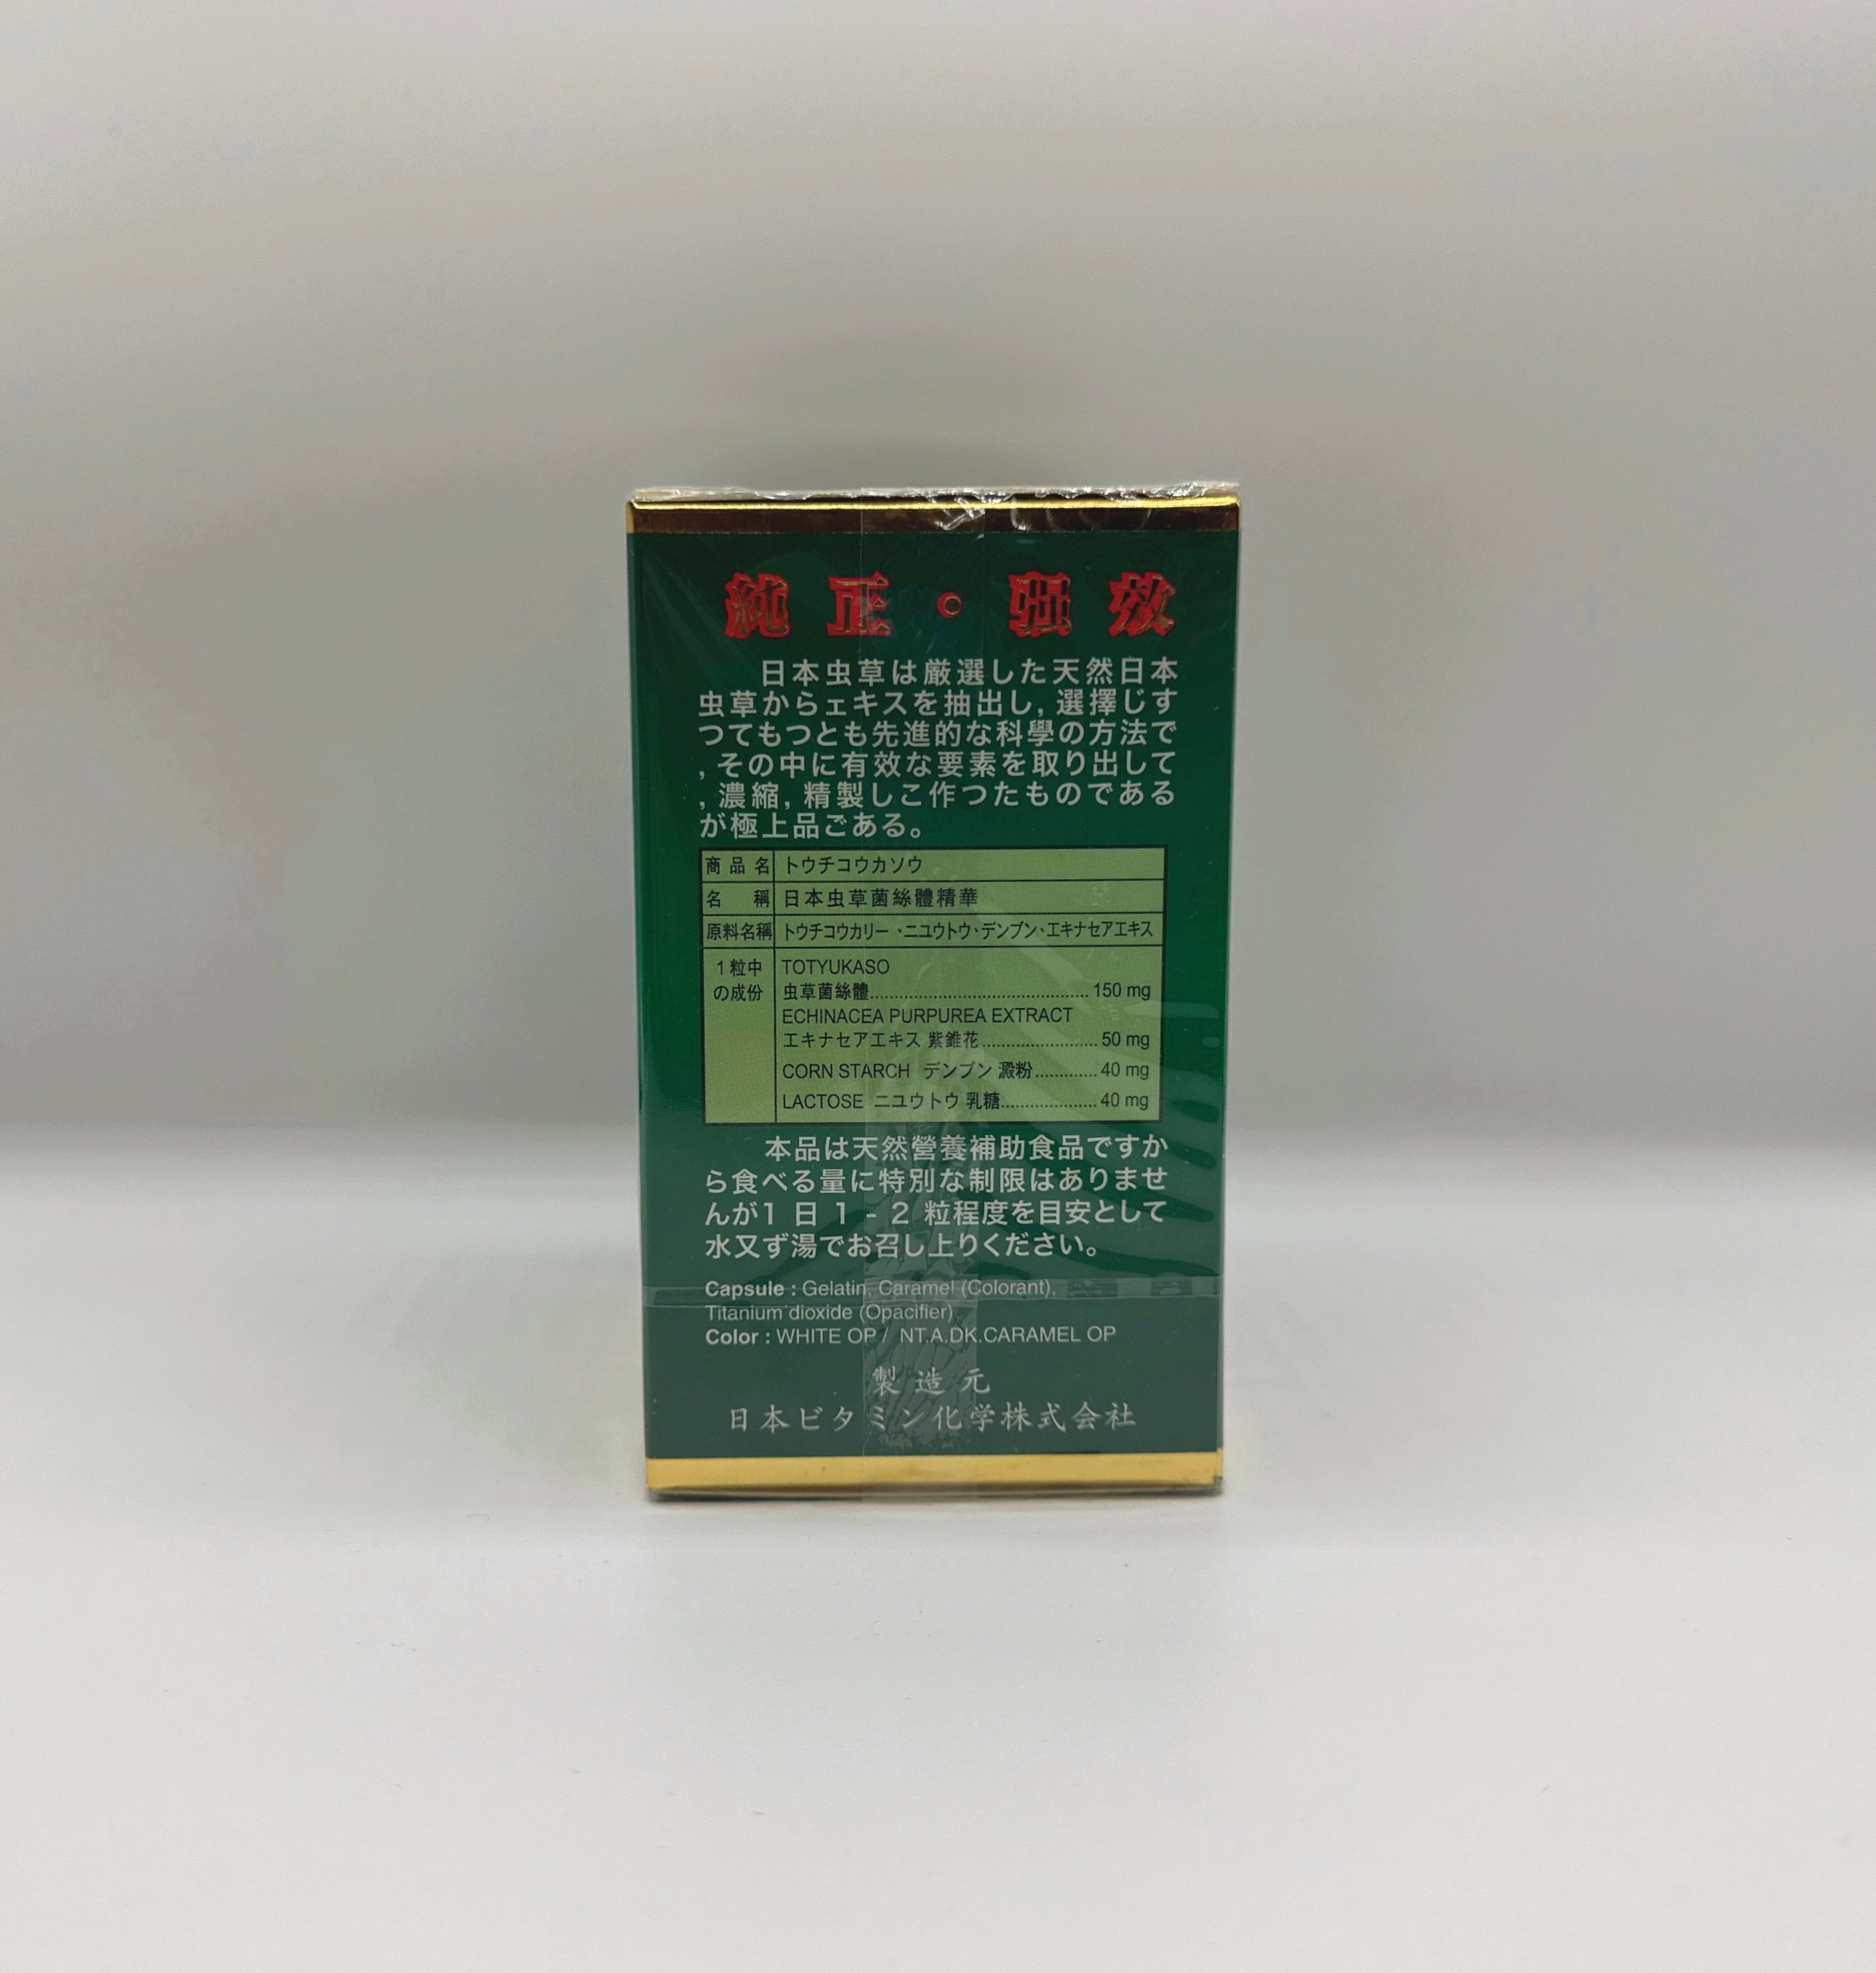 純正・强效
日本虫草は厳選した天然日本
虫草からェキスを抽出し,選擇じす
つてもつとも先進的な科學の方法で
,その中に有效な要素を取り出して
,濃縮,精製しこ作つたものである
が極上品ごある。
商品名 トウチコウカソウ
名稱 日本虫草菌絲體精華
原料名稱 トウチコウカリー、ニユウトウ・デンブン・エキナセアエキス
1粒中 TOTYUKASO
の成份 虫草菌絲體 150 mg
ECHINACEA PURPUREA EXTRACT
エキナセアエキス 紫錐花 50 mg
CORN STARCH デンブン 澱粉 40 mg
LACTOSE ニユウトウ 乳糖 40 mg
本品は天然營養補助食品ですか
ら食べる量に特別な制限はありませ
んが1日1-2粒程度を目安として
水又ず湯でお召し上りください。
Capsule : Gelatin, Caramel (Colorant),
Titanium dioxide (Opacifier)
Color : WHITE OP / NT.A.DK.CARAMEL OP
製造元
日本ビタミン化学株式会社